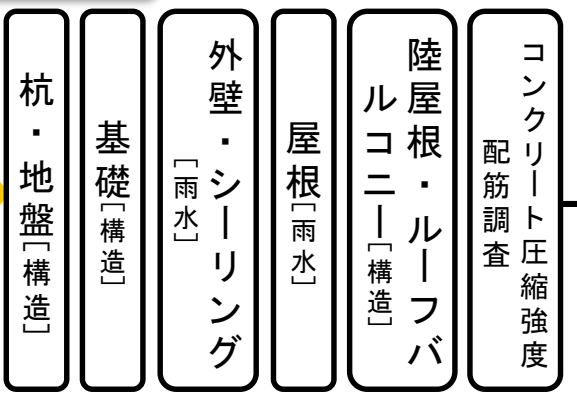 コンクリート圧縮強度
配筋調査
陸屋根・ルーフバ
ルコニー[構造]
屋根[雨水]
外壁・シーリング
[雨水]
基礎[構造]
杭・地盤[構造]